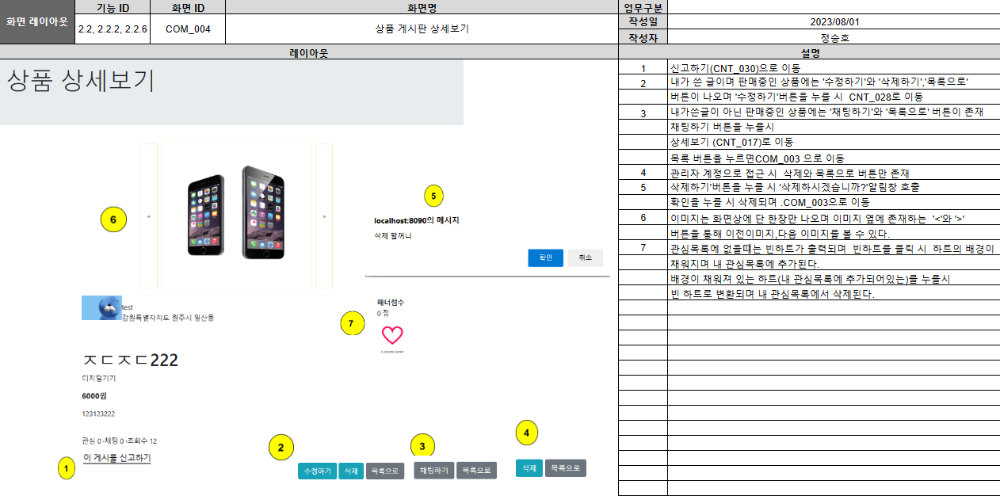 화면 레이아웃
기능 ID
화면 ID
화면명
업무구분
2.2, 2.2.2, 2.2.6
COM_004
상품 게시판 상세보기
작성일
2023/08/01
작성자
정승호
레이아웃
설명
상품 상세보기
6
«
»
5
localhost:8090의 메시지
삭제 할꺼니
확인
취소
test
강원특별자치도 원주시 일산동
7
매너점수
0 점
ㅈㄷㅈㄷ222
디지털기기
6000원
123123222
관심 0 ·채팅 0 ·조회수 12
1
이 게시물 신고하기
2
수정하기
삭제
목록으로
3
채팅하기
목록으로
4
삭제
목록으로
1
신고하기(CNT_030)으로 이동
2
내가 쓴 글이며 판매중인 상품에는 '수정하기'와 '삭제하기','목록으로'
버튼이 나오며 '수정하기'버튼을 누를 시 CNT_028로 이동
3
내가쓴글이 아닌 판매중인 상품에는 '채팅하기'와 '목록으로' 버튼이 존재
채팅하기 버튼을 누를시
상세보기 (CNT_017)로 이동
목록 버튼을 누르면COM_003 으로 이동
4
관리자 계정으로 접근 시 삭제와 목록으로 버튼만 존재
5
삭제하기'버튼을 누를 시 '삭제하시겠습니까?'알림창 호출
확인을 누를 시 삭제되며 .COM_003으로 이동
6
이미지는 화면상에 단 한장만 나오며 이미지 옆에 존재하는 '<'와 '>'
버튼을 통해 이전이미지,다음 이미지를 볼 수 있다.
7
관심목록에 없을때는 빈하트가 출력되며 빈하트를 클릭 시 하트의 배경이
채워지며 내 관심목록에 추가된다.
배경이 채워져 있는 하트(내 관심목록에 추가되어있는)를 누를시
빈 하트로 변환되며 내 관심목록에서 삭제된다.